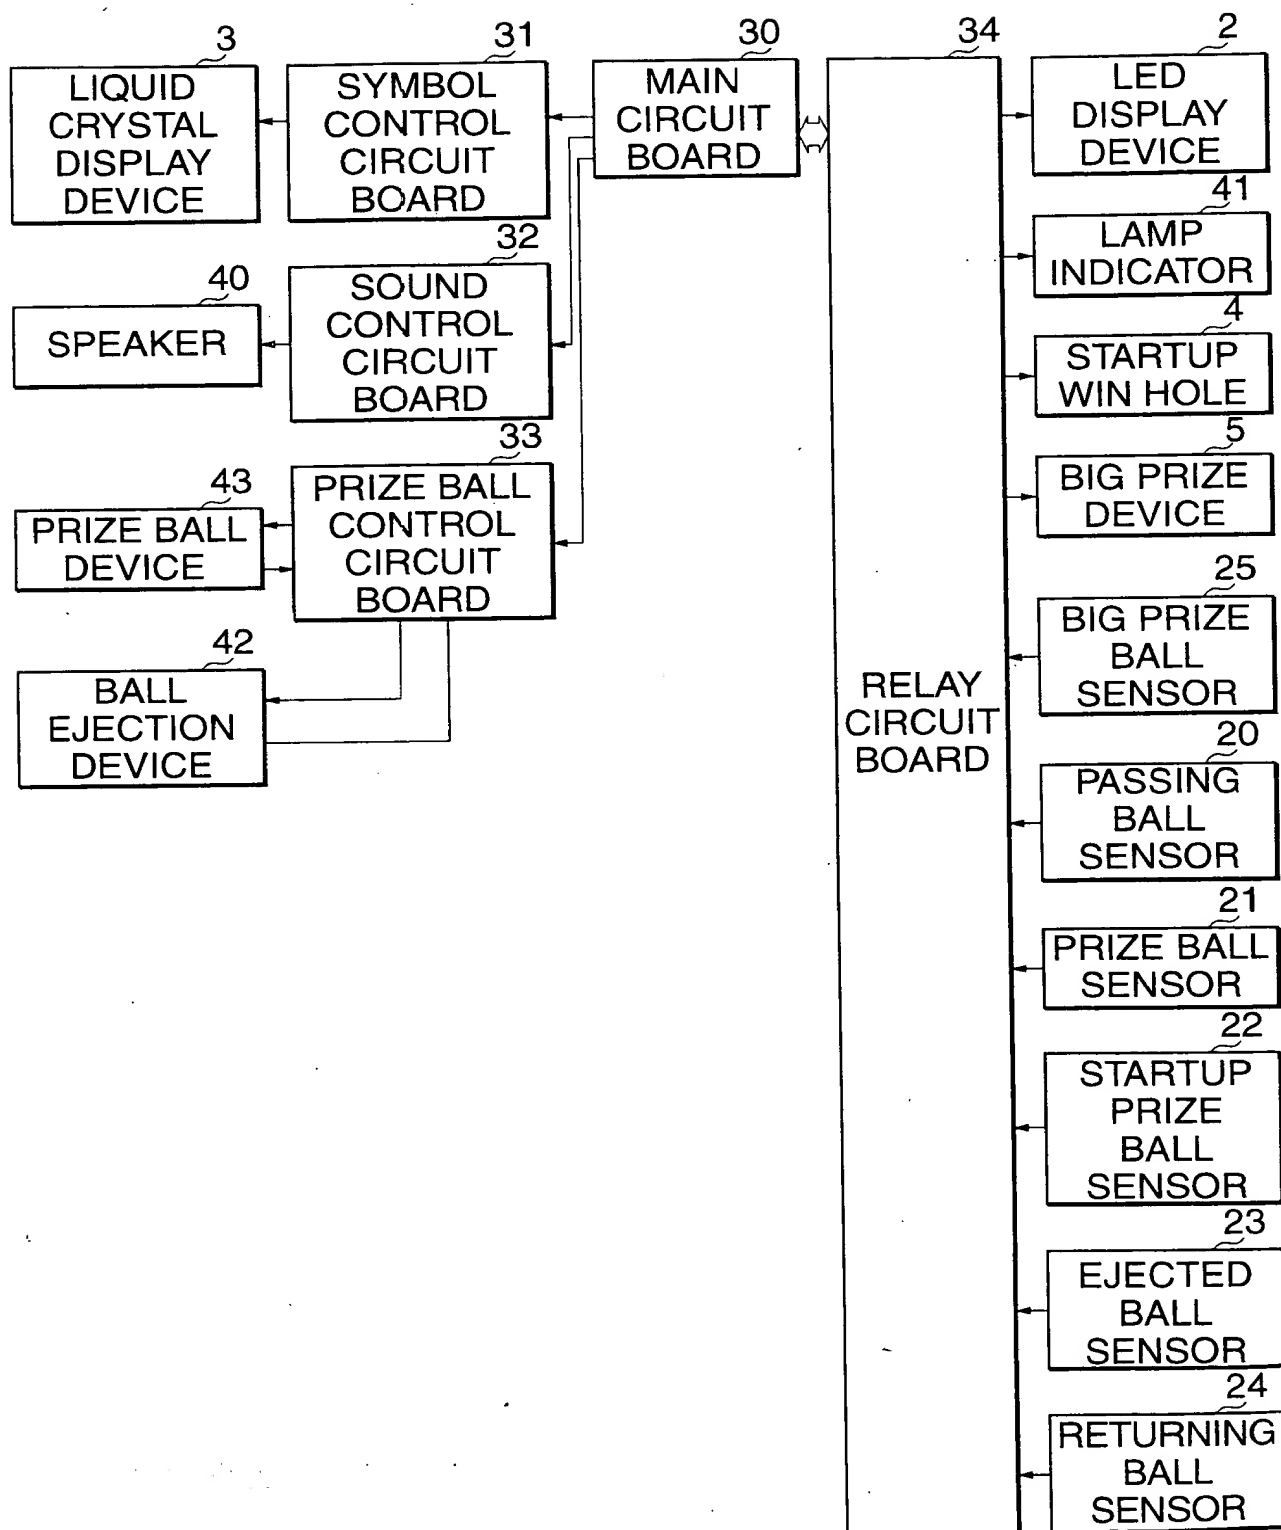 3
LIQUID
CRYSTAL
DISPLAY
DEVICE
31
SYMBOL
CONTROL
CIRCUIT
BOARD
30
MAIN
CIRCUIT
BOARD
34
RELAY
CIRCUIT
BOARD
2
LED
DISPLAY
DEVICE
41
LAMP
INDICATOR
4
STARTUP
WIN HOLE
5
BIG PRIZE
DEVICE
25
BIG PRIZE
BALL
SENSOR
20
PASSING
BALL
SENSOR
21
PRIZE BALL
SENSOR
22
STARTUP
PRIZE
BALL
SENSOR
23
EJECTED
BALL
SENSOR
24
RETURNING
BALL
SENSOR
32
SOUND
CONTROL
CIRCUIT
BOARD
40
SPEAKER
33
PRIZE BALL
CONTROL
CIRCUIT
BOARD
43
PRIZE BALL
DEVICE
42
BALL
EJECTION
DEVICE